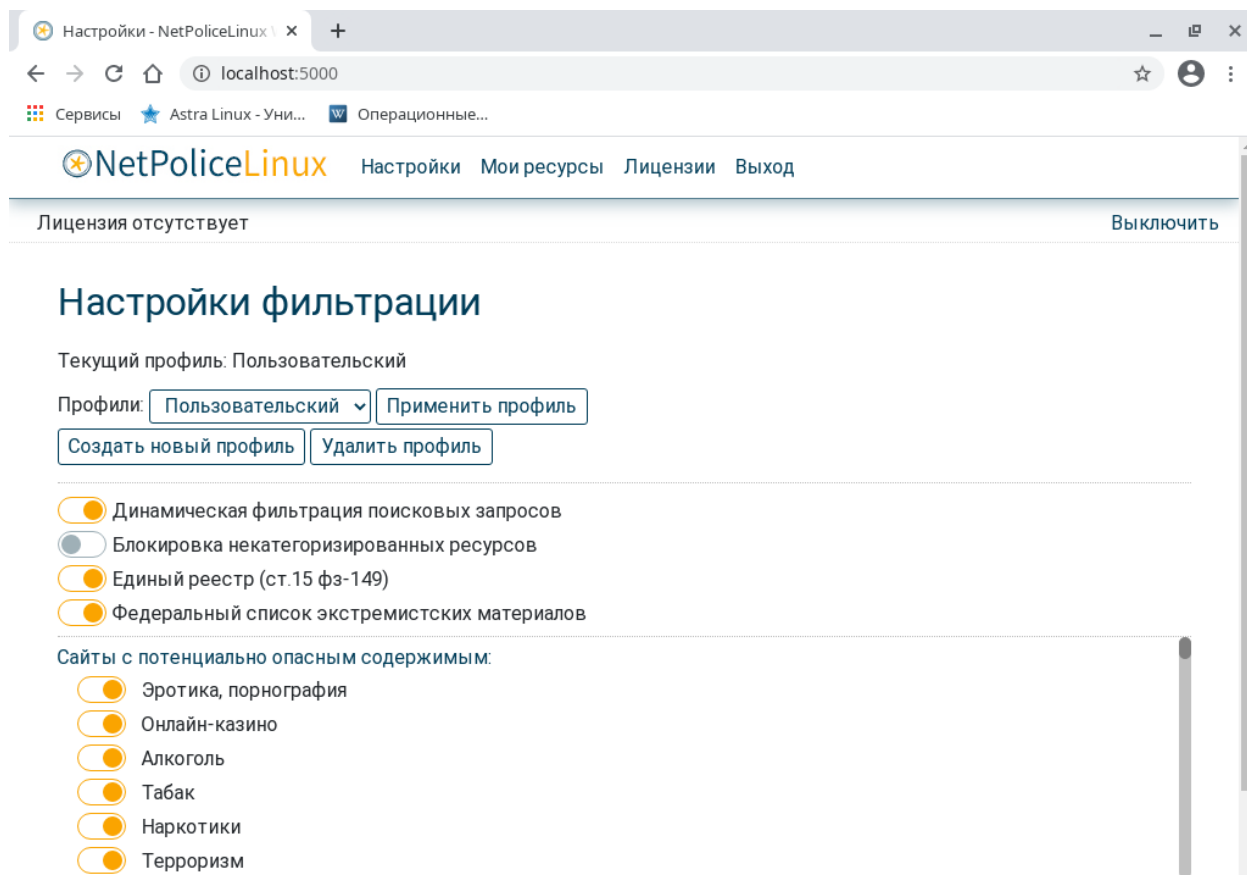 Настройки - NetPoliceLinux \
localhost:5000
Сервисы Astra Linux - Уни... Операционные...
NetPoliceLinux Настройки Мои ресурсы Лицензии Выход
Лицензия отсутствует Выключить
Настройки фильтрации
Текущий профиль: Пользовательский
Профили: Пользовательский Применить профиль
Создать новый профиль Удалить профиль
Динамическая фильтрация поисковых запросов
Блокировка некатегоризированных ресурсов
Единый реестр (ст.15 фз-149)
Федеральный список экстремистских материалов
Сайты с потенциально опасным содержимым:
Эротика, порнография
Онлайн-казино
Алкоголь
Табак
Наркотики
Терроризм